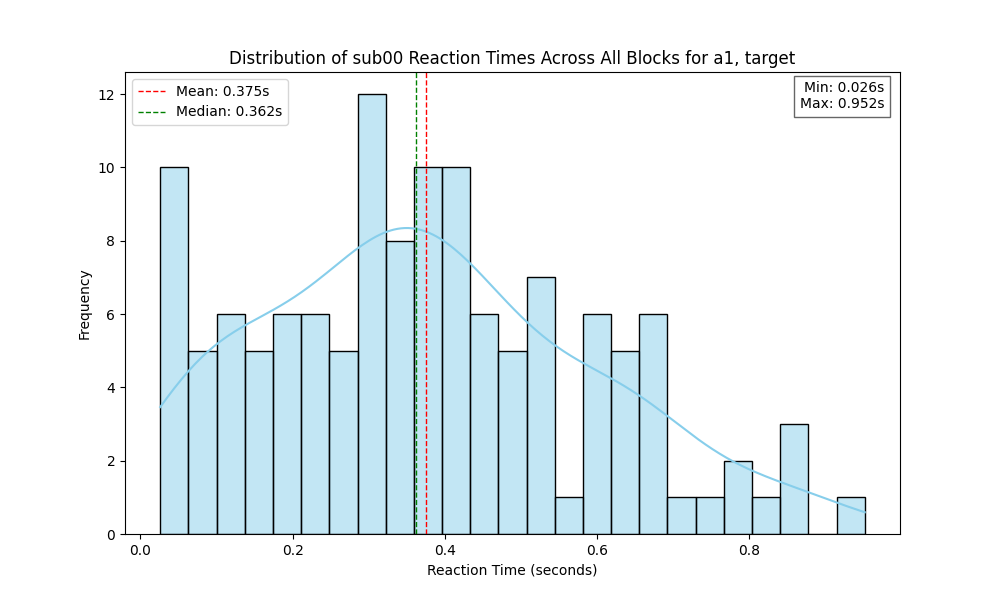 Distribution of sub00 Reaction Times Across All Blocks for a1, target
Mean: 0.375s
Median: 0.362s
Min: 0.026s
Max: 0.952s
12
10
8
6
4
2
0
Frequency
0.0 0.2 0.4 0.6 0.8
Reaction Time (seconds)